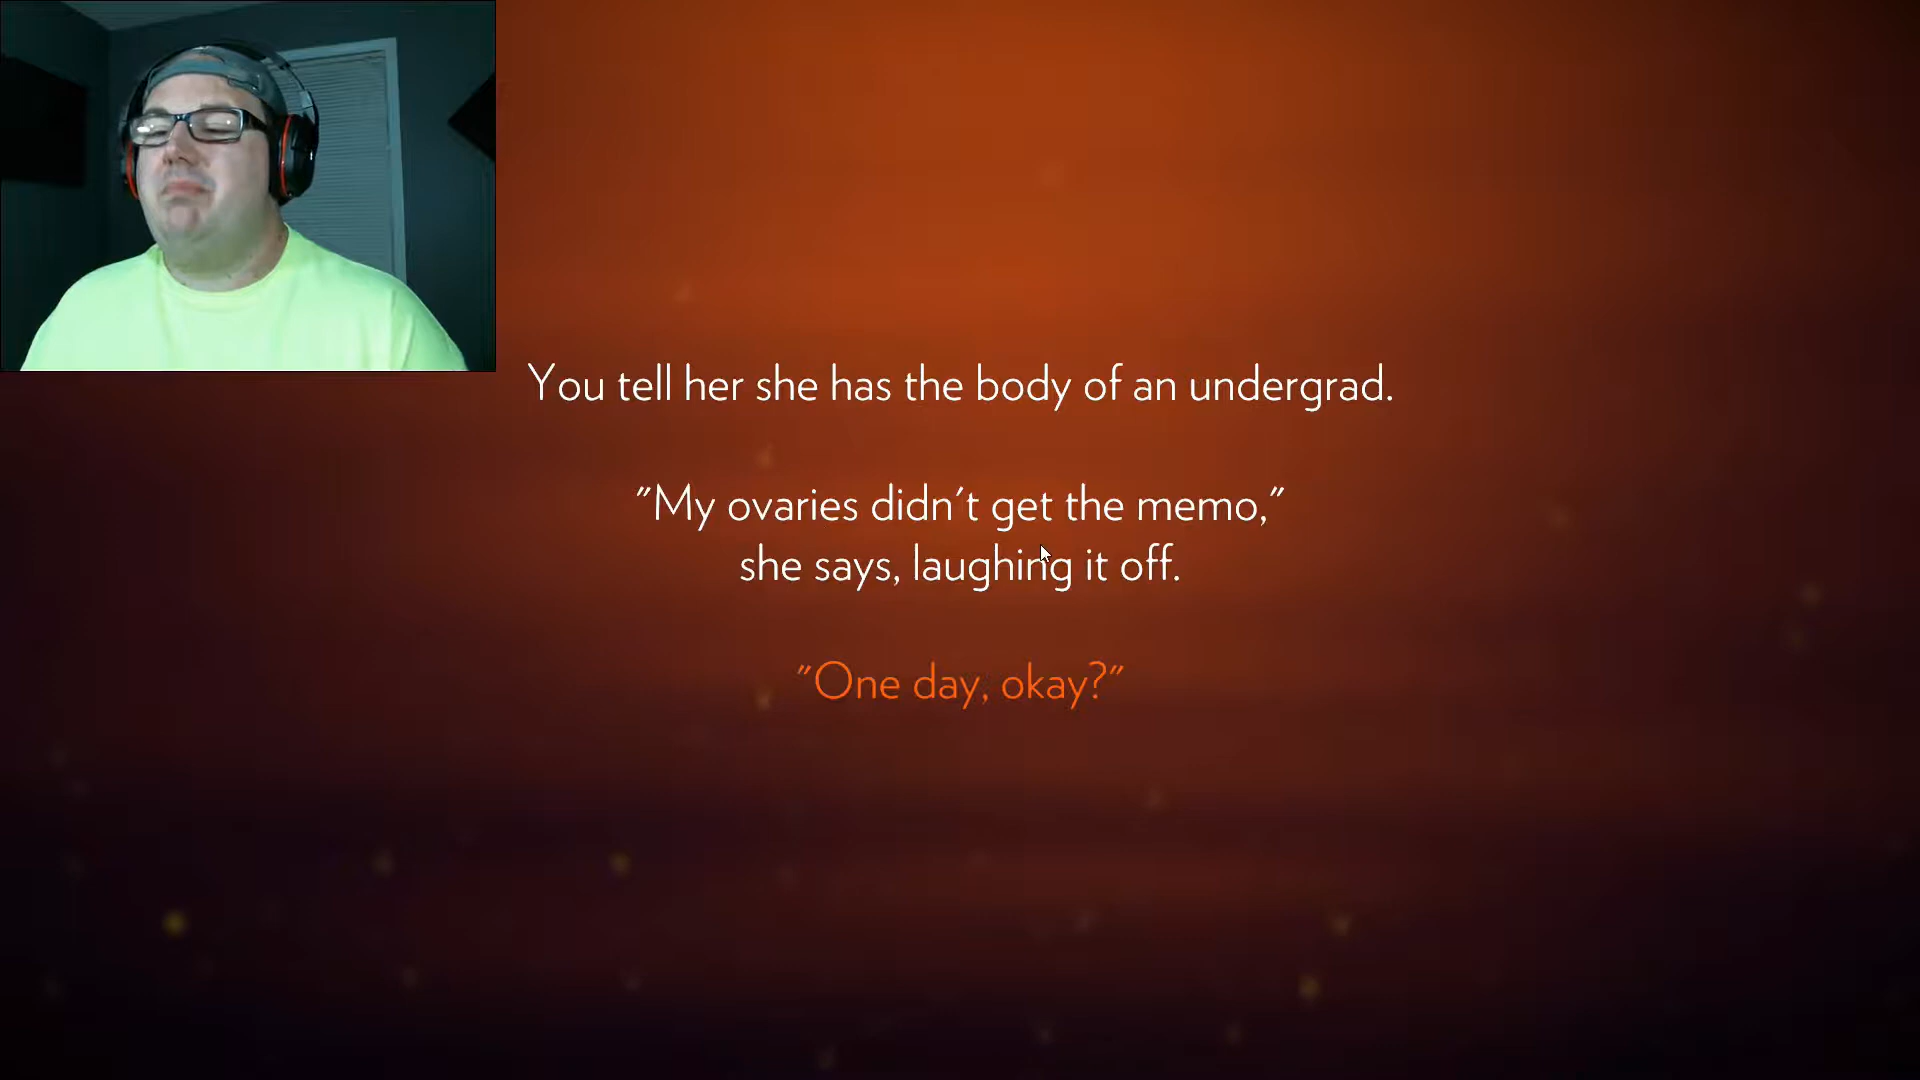 You tell her she has the body of an undergrad.
"My ovaries didn't get the memo,"
she says, laughing it off.
"One day, okay?"